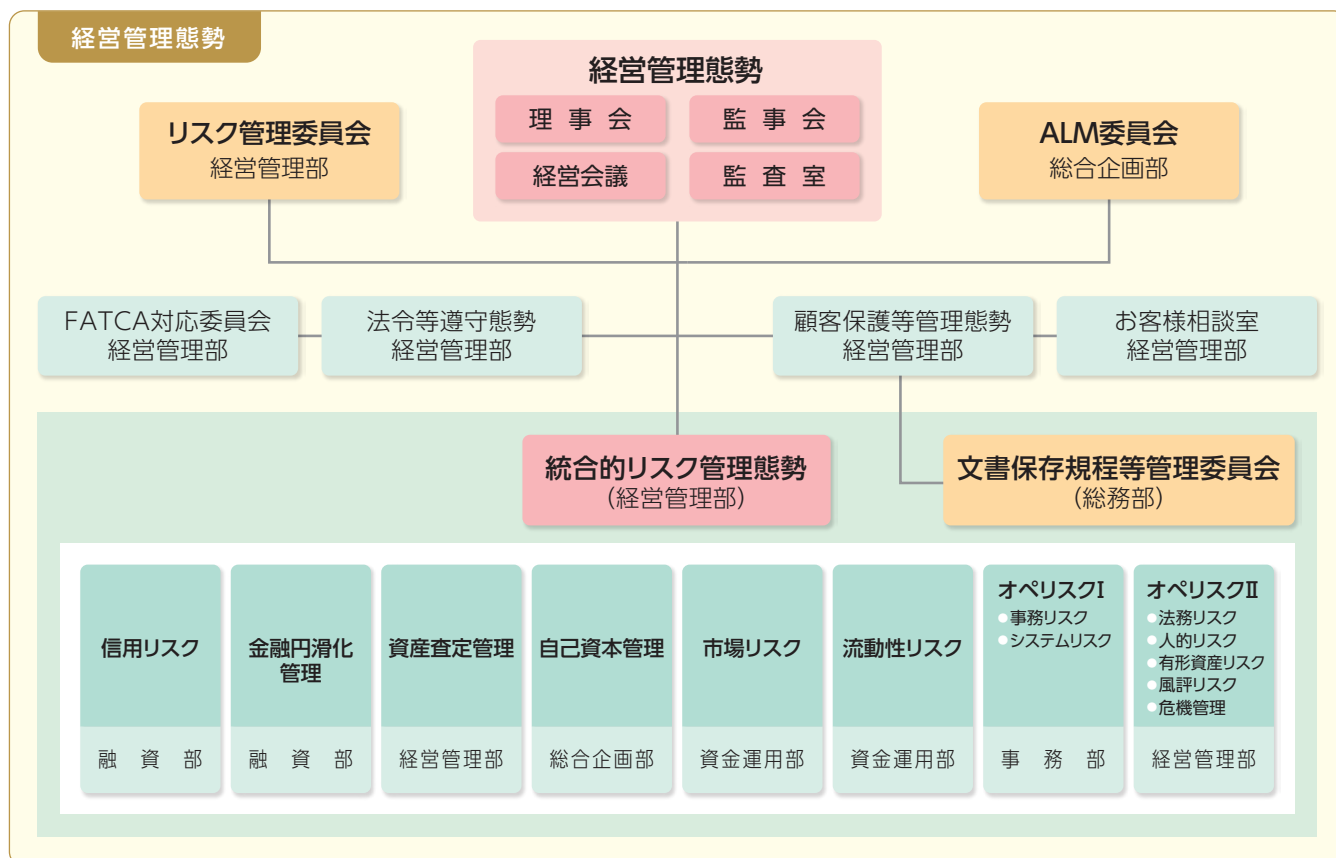 経営管理態勢
経営管理態勢
理事会
監事会
経営会議
監査室
リスク管理委員会
経営管理部
ALM委員会
総合企画部
FATCA対応委員会
経営管理部
法令等遵守態勢
経営管理部
顧客保護等管理態勢
経営管理部
お客様相談室
経営管理部
統合的リスク管理態勢
（経営管理部）
文書保存規程等管理委員会
（総務部）
信用リスク
融資部
金融円滑化
管理
融資部
資産査定管理
経営管理部
自己資本管理
総合企画部
市場リスク
資金運用部
流動性リスク
資金運用部
オペリスクⅠ
●事務リスク
●システムリスク
事務部
オペリスクⅡ
●法務リスク
●人的リスク
●有形資産リスク
●風評リスク
●危機管理
経営管理部